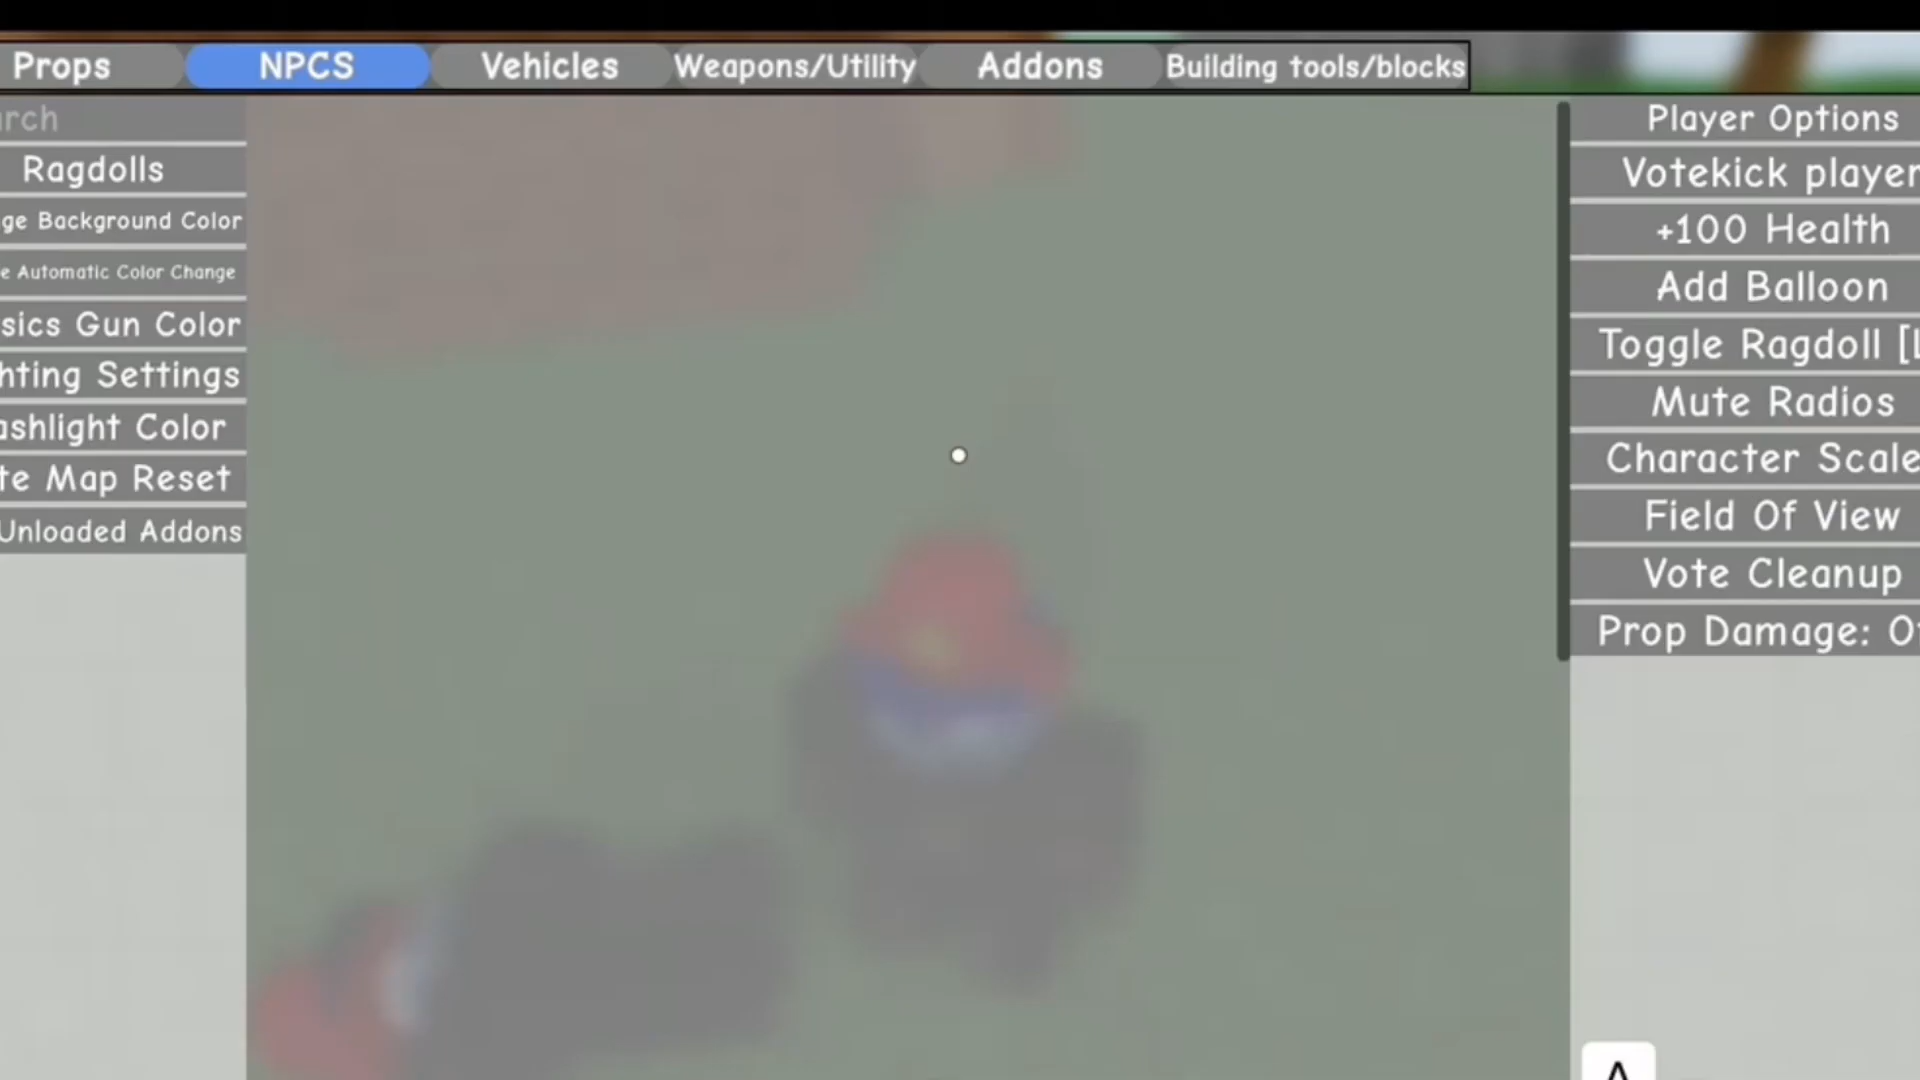 Props NPCS Vehicles Weapons/Utility Addons Building tools/blocks
rch
Ragdolls
ge Background Color
e Automatic Color Change
sics Gun Color
hting Settings
ashlight Color
te Map Reset
Unloaded Addons
Player Options
Votekick player
+100 Health
Add Balloon
Toggle Ragdoll [L
Mute Radios
Character Scale
Field Of View
Vote Cleanup
Prop Damage: O
A